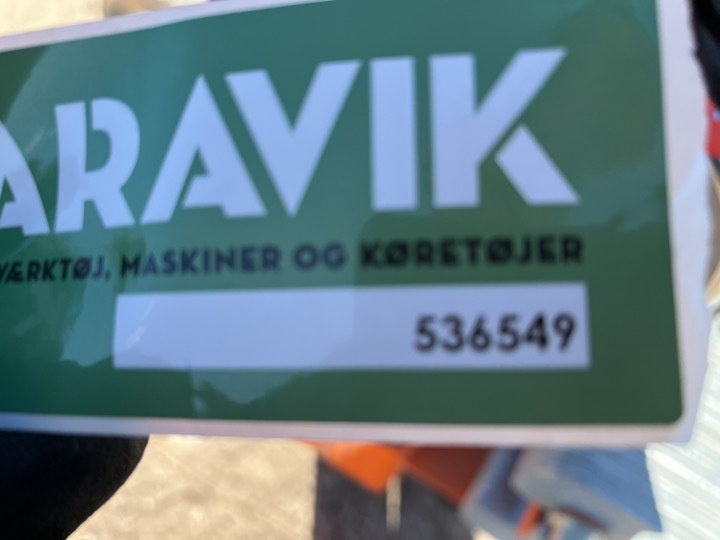 ARAVIK
VÆRKTØJ, MASKINER OG KØRETØJER
536549